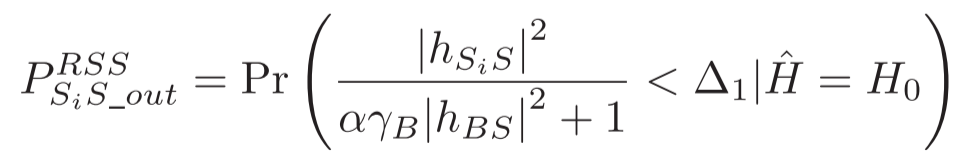 P_{S_iS\_out}^{RSS} = \Pr\left(\frac{|h_{S_iS}|^2}{\alpha\gamma_B|h_{BS}|^2+1} < \Delta_1|\hat{H} = H_0\right)